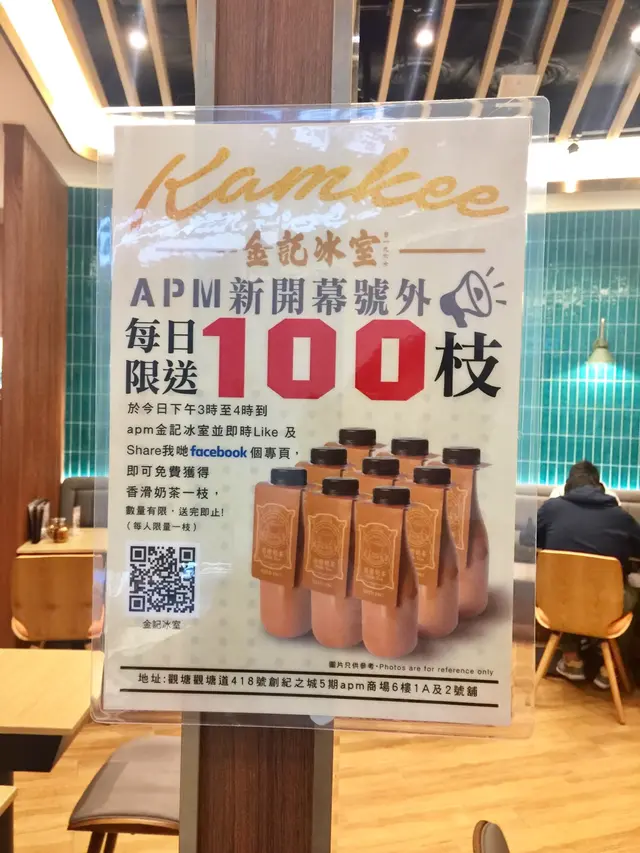 Kamkee
金記冰室
APM新開幕號外
每日
限送
100枝
於今日下午3時至4時到
apm金記冰室並即時Like 及
Share我哋facebook個專頁，
即可免費獲得
香滑奶茶一枝，
數量有限，送完即止!
(每人限量一枝)
金記冰室
圖片只供參考•Photos are for reference only
地址:觀塘觀塘道418號創紀之城5期apm商場6樓1A及2號舖